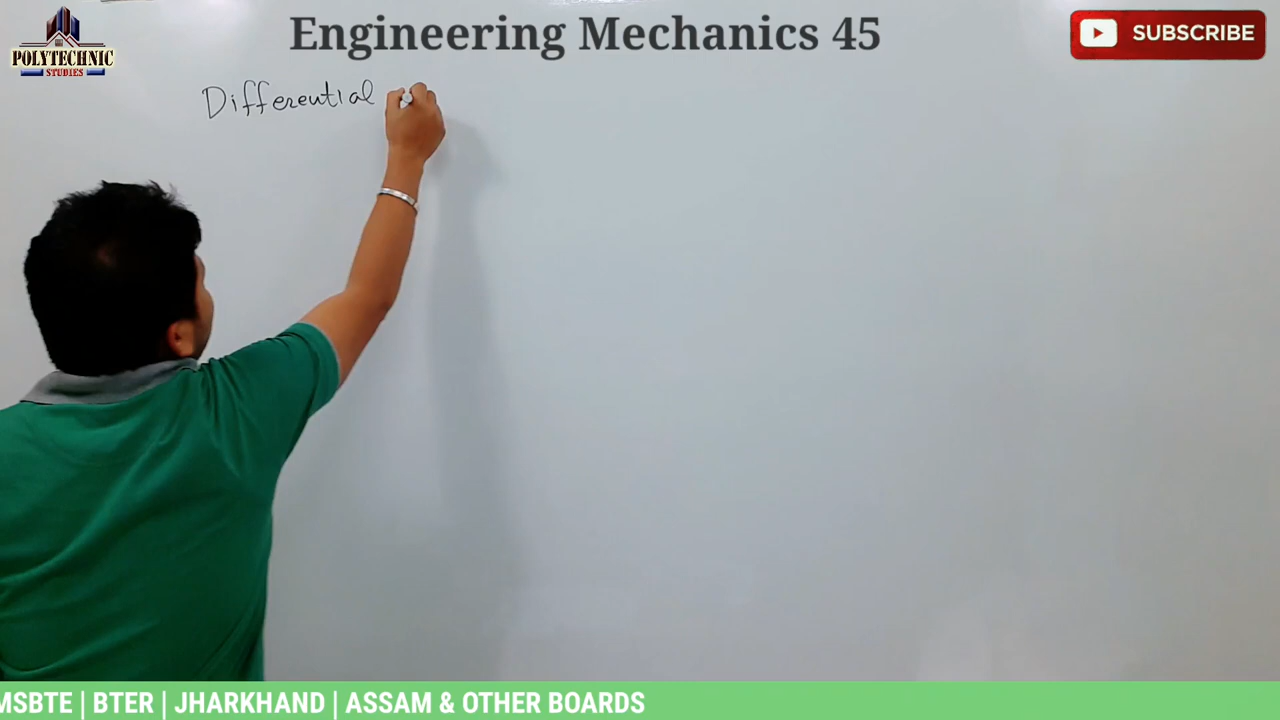 Engineering Mechanics 45
SUBSCRIBE
POLYTECHNIC
STUDIES
Differential
MSBTE | BTER | JHARKHAND | ASSAM & OTHER BOARDS